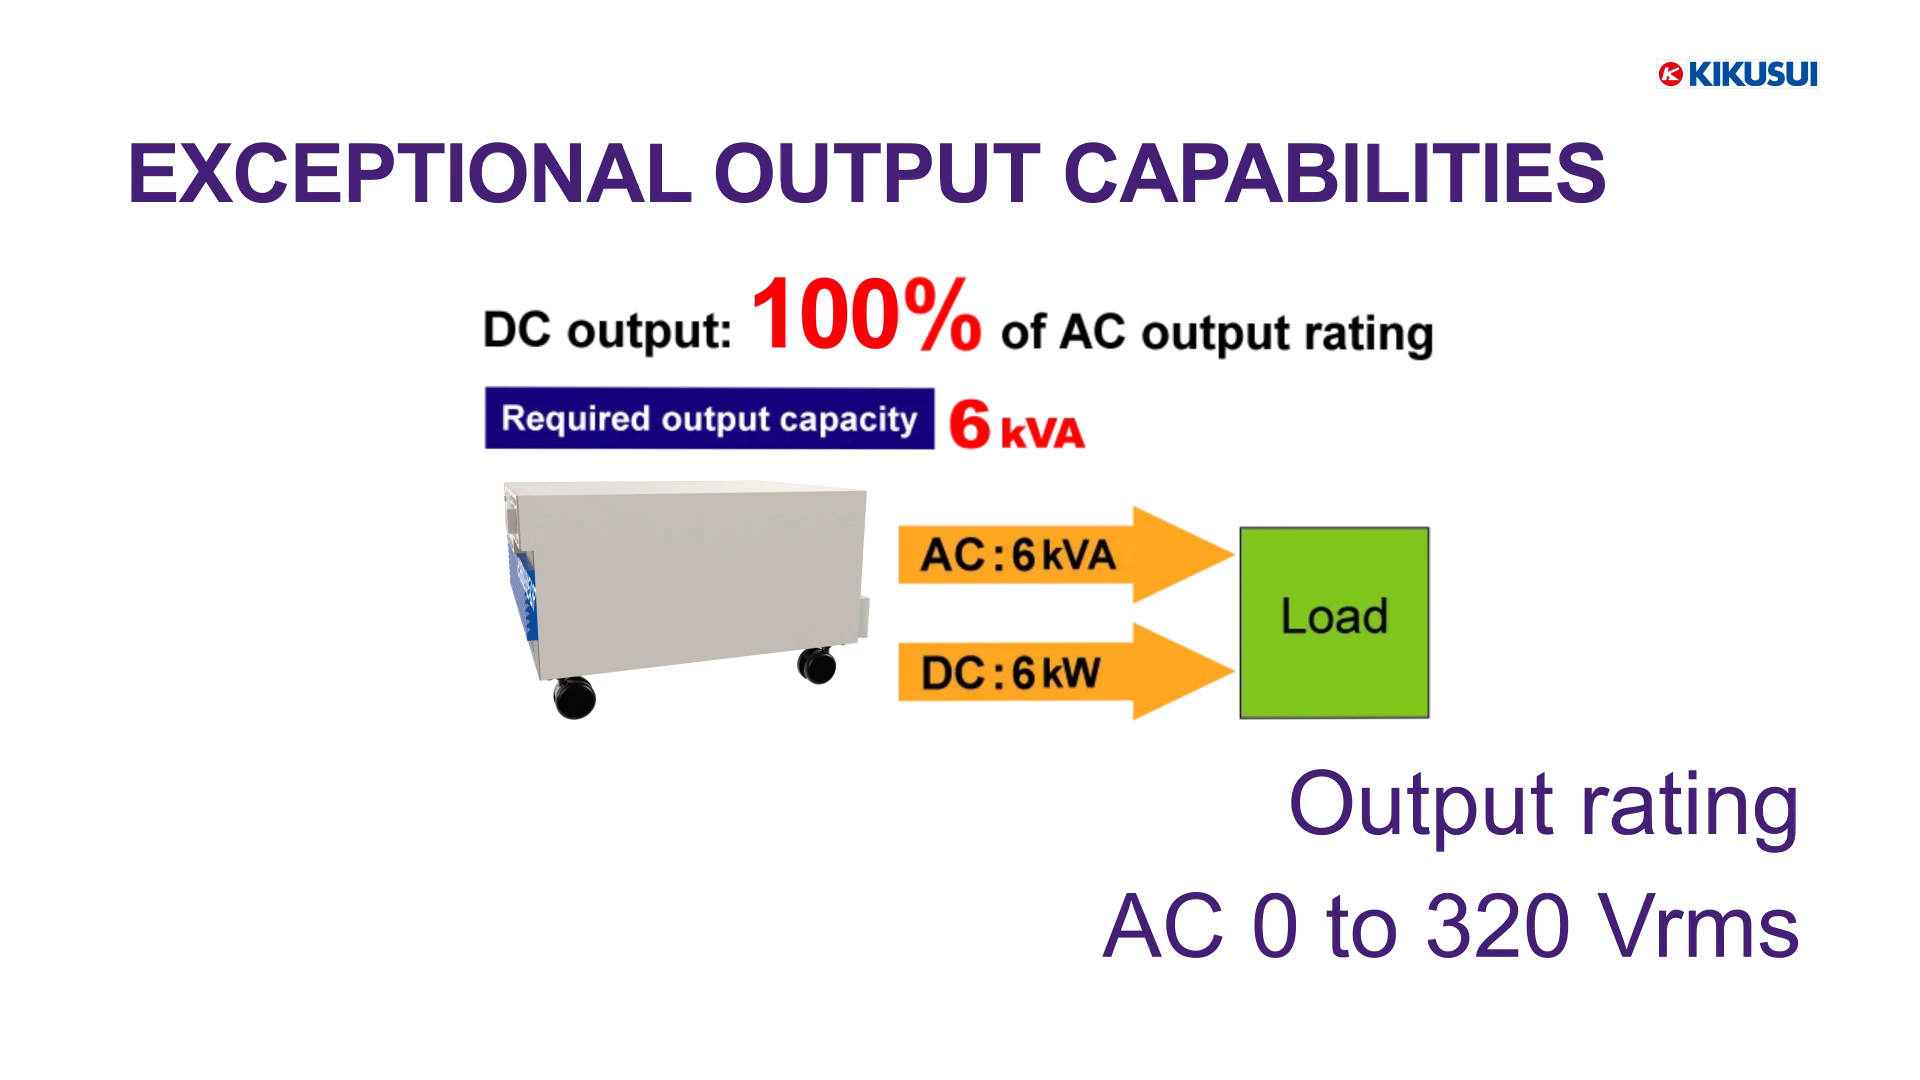 KIKUSUI
EXCEPTIONAL OUTPUT CAPABILITIES
DC output: 100% of AC output rating
Required output capacity 6 kVA
AC : 6 kVA
Load
DC : 6 kW
Output rating
AC 0 to 320 Vrms